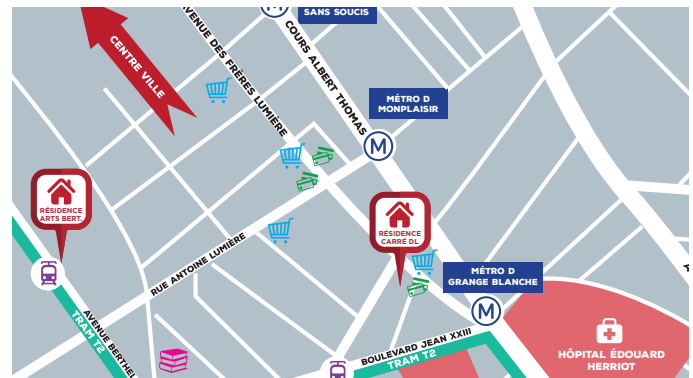 SANS SOUCIS
M
AVENUE DES FRÈRES LUMIÈRE
COURS ALBERT THOMAS
CENTRE VILLE
MÉTRO D
MONPLAISIR
M
RÉSIDENCE
ARTS BERT.
RÉSIDENCE
CARRÉ DL
RUE ANTOINE LUMIÈRE
MÉTRO D
GRANGE BLANCHE
M
AVENUE BERTHEL
TRAM T2
BOULEVARD JEAN XXIII
TRAM T2
HÔPITAL ÉDOUARD
HERRIOT